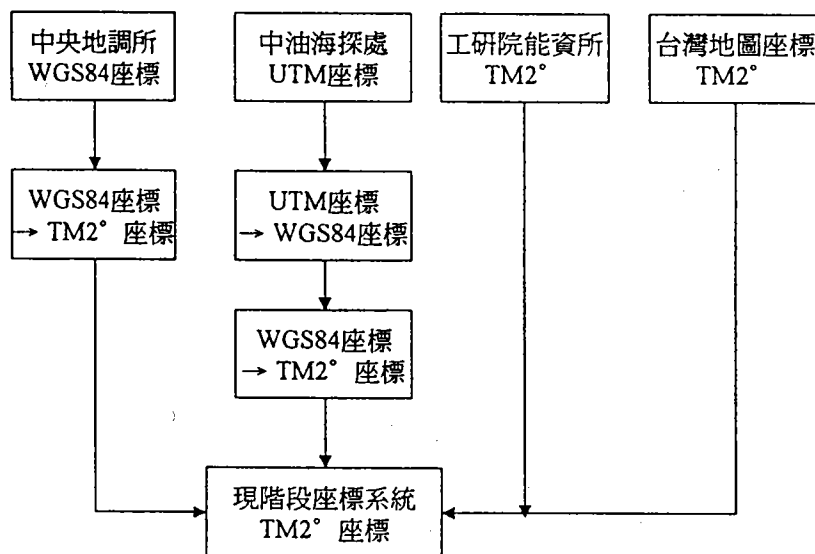 中央地調所
WGS84座標
中油海探處
UTM座標
工研院能資所
TM2°
台灣地圖座標
TM2°
WGS84座標
→ TM2° 座標
UTM座標
→ WGS84座標
WGS84座標
→ TM2° 座標
現階段座標系統
TM2° 座標